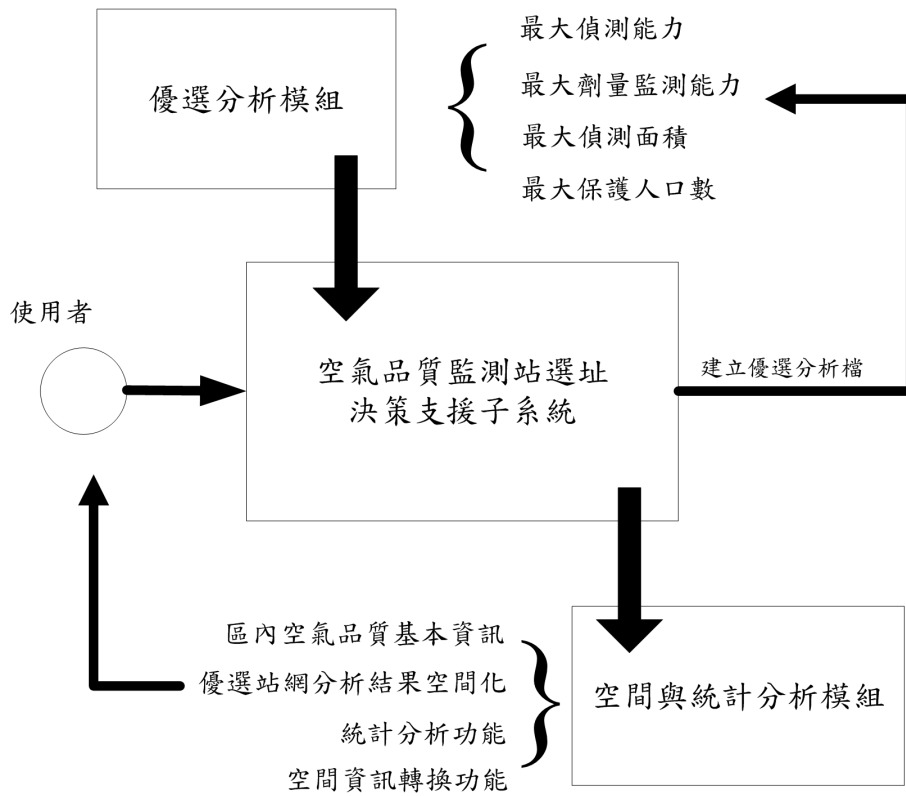 優選分析模組
最大偵測能力
最大劑量監測能力
最大偵測面積
最大保護人口數
使用者
空氣品質監測站選址
決策支援子系統
建立優選分析檔
區內空氣品質基本資訊
優選站網分析結果空間化
統計分析功能
空間資訊轉換功能
空間與統計分析模組